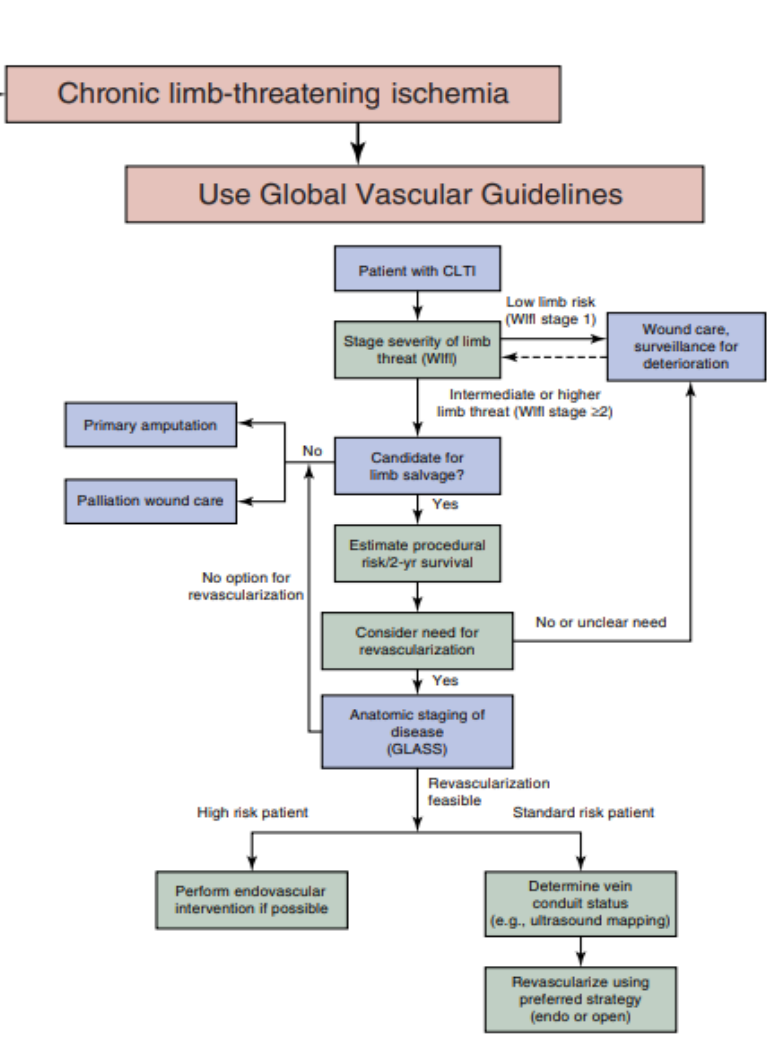 Chronic limb-threatening ischemia
Use Global Vascular Guidelines
Patient with CLTI
Low limb risk
(WIfI stage 1)
Stage severity of limb
threat (WIfI)
Wound care,
surveillance for
deterioration
Intermediate or higher
limb threat (WIfI stage ≥2)
Primary amputation
No
Candidate for
limb salvage?
Palliation wound care
Yes
Estimate procedural
risk/2-yr survival
No option for
revascularization
Consider need for
revascularization
No or unclear need
Yes
Anatomic staging of
disease
(GLASS)
Revascularization
feasible
High risk patient
Standard risk patient
Perform endovascular
intervention if possible
Determine vein
conduit status
(e.g., ultrasound mapping)
Revascularize using
preferred strategy
(endo or open)